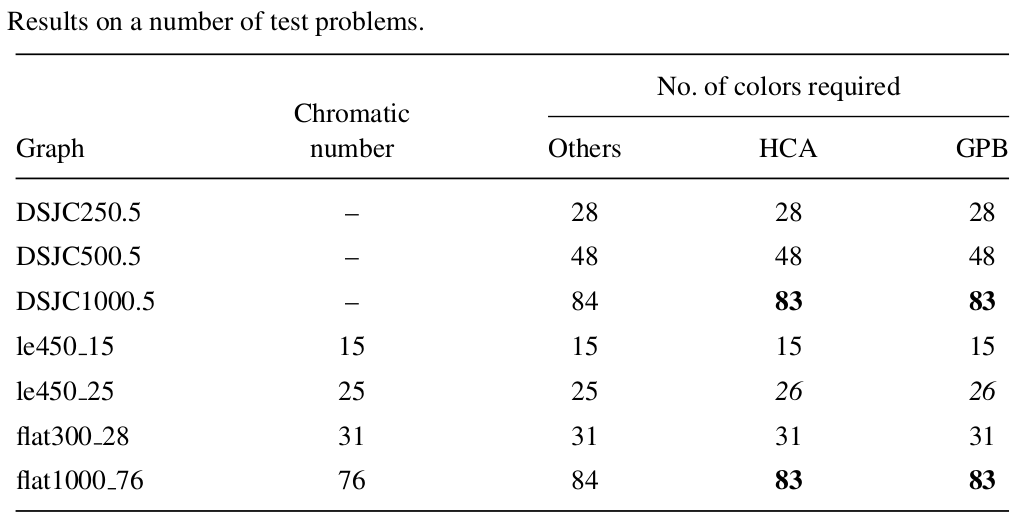 Results on a number of test problems.
No. of colors required
Chromatic
Graph number Others HCA GPB
DSJC250.5 – 28 28 28
DSJC500.5 – 48 48 48
DSJC1000.5 – 84 83 83
le450_15 15 15 15 15
le450_25 25 25 26 26
flat300_28 31 31 31 31
flat1000_76 76 84 83 83